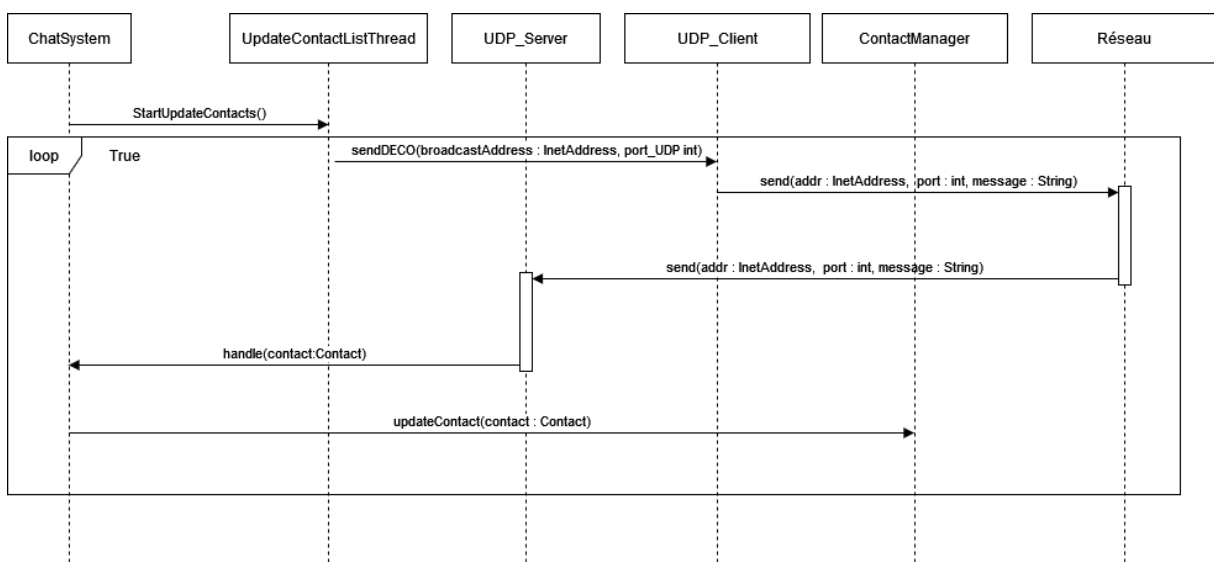 ChatSystem
UpdateContactListThread
UDP_Server
UDP_Client
ContactManager
Réseau
StartUpdateContacts()
loop
True
sendDECO(broadcastAddress : InetAddress, port_UDP int)
send(addr : InetAddress, port : int, message : String)
send(addr : InetAddress, port : int, message : String)
handle(contact:Contact)
updateContact(contact : Contact)